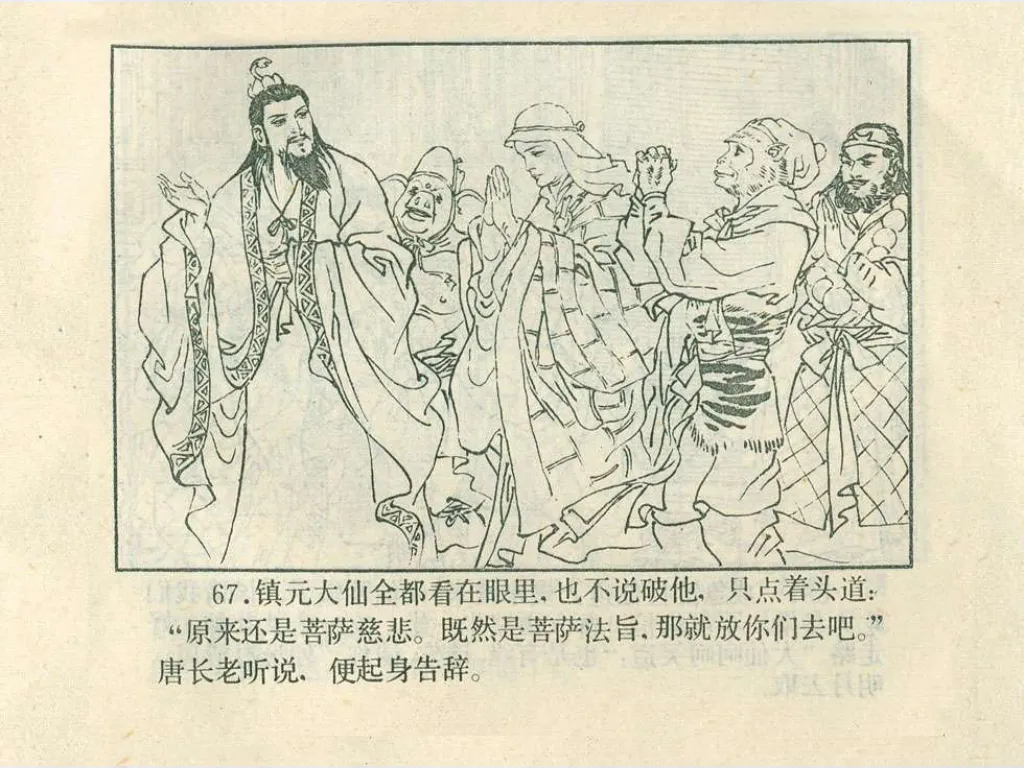 67.镇元大仙全都看在眼里，也不说破他，只点着头道：
“原来还是菩萨慈悲。既然是菩萨法旨，那就放你们去吧。”
唐长老听说，便起身告辞。